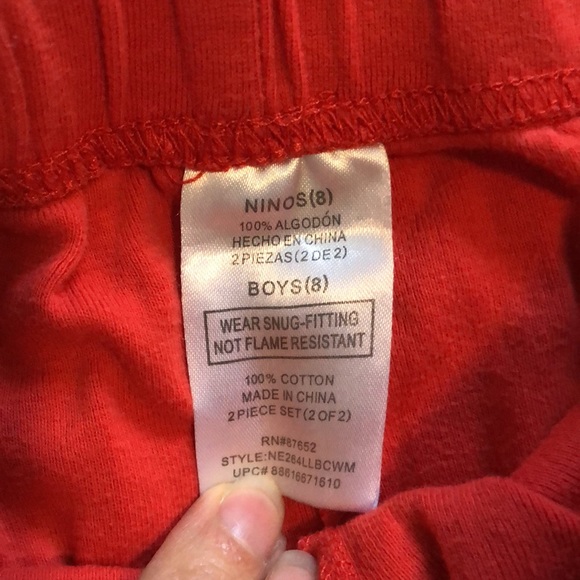 NINOS(8)
100% ALGODÓN
HECHO EN CHINA
2 PIEZAS(2 DE 2)
BOYS(8)
WEAR SNUG-FITTING
NOT FLAME RESISTANT
100% COTTON
MADE IN CHINA
2 PIECE SET(2 OF 2)
RN#87652
STYLE:NE264LLBCWM
UPC# 88616671610